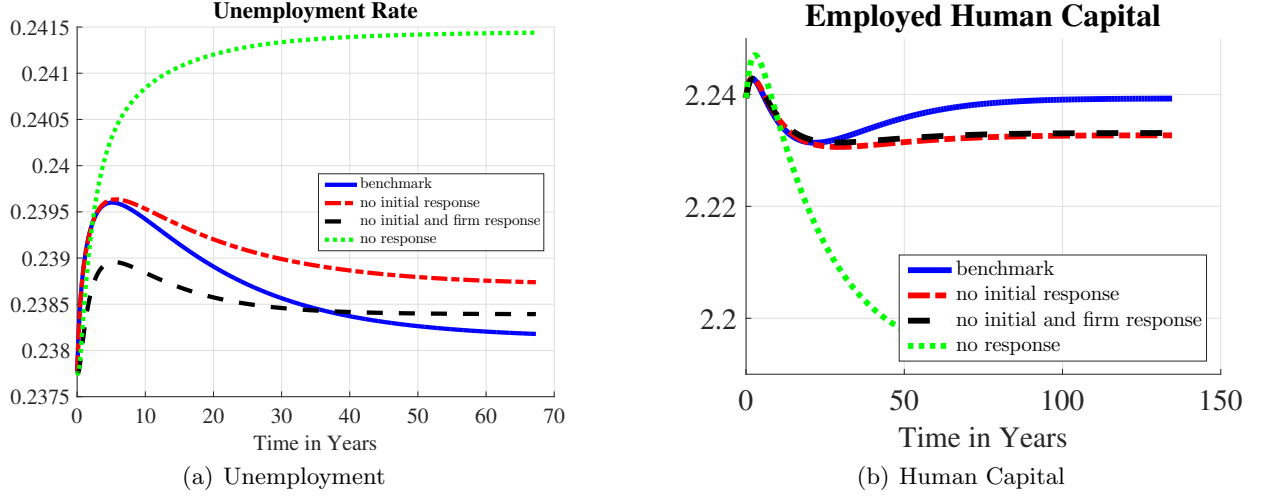 Unemployment Rate
0.2415
0.241
0.2405
0.24
0.2395
0.239
0.2385
0.238
0.2375
benchmark
no initial response
no initial and firm response
no response
0 10 20 30 40 50 60 70
Time in Years
(a) Unemployment
Employed Human Capital
2.24
2.22
2.2
benchmark
no initial response
no initial and firm response
no response
0 50 100 150
Time in Years
(b) Human Capital